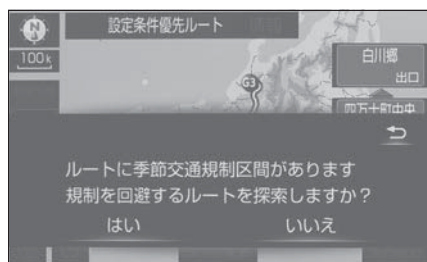 設定条件優先ルート
N
100k
白川郷
出口
G3
四万十町中央
ルートに季節交通規制区間があります
規制を回避するルートを探索しますか？
はい
いいえ